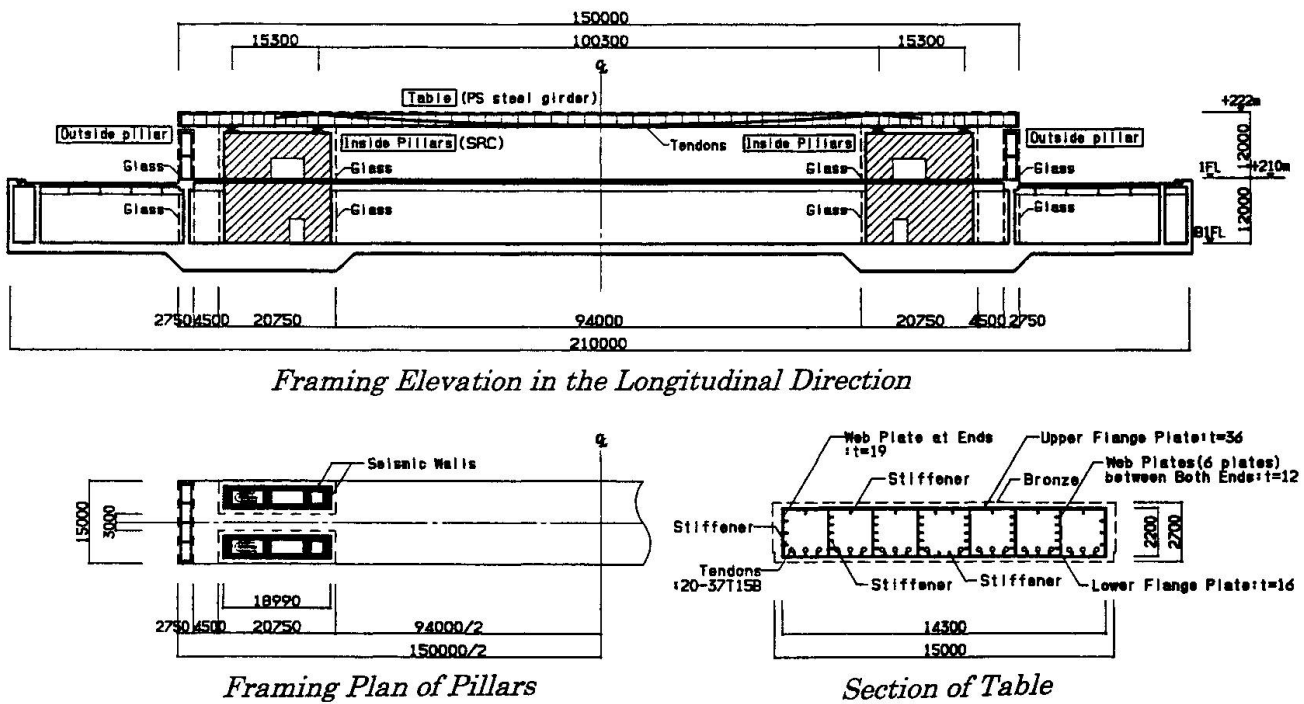 150000
15300
100300
15300
℄
Table (PS steel girder)
+222m
Outside pillar
Inside Pillars (SRC)
Tendons
Inside Pillars
Outside pillar
12000
Glass
Glass
Glass
Glass
1FL
+210m
Glass
Glass
Glass
Glass
12000
B1FL
2750
4500
20750
94000
20750
4500
2750
210000
Framing Elevation in the Longitudinal Direction
℄
Seismic Walls
15000
3000
18990
2750
4500
20750
94000/2
150000/2
Framing Plan of Pillars
Web Plate at Ends
:t=19
Upper Flange Plate:t=36
Stiffener
Bronze
Web Plates(6 plates)
between Both Ends:t=12
Stiffener
2200
2700
Tendons
:20-37T15B
Stiffener
Stiffener
Lower Flange Plate:t=16
14300
15000
Section of Table